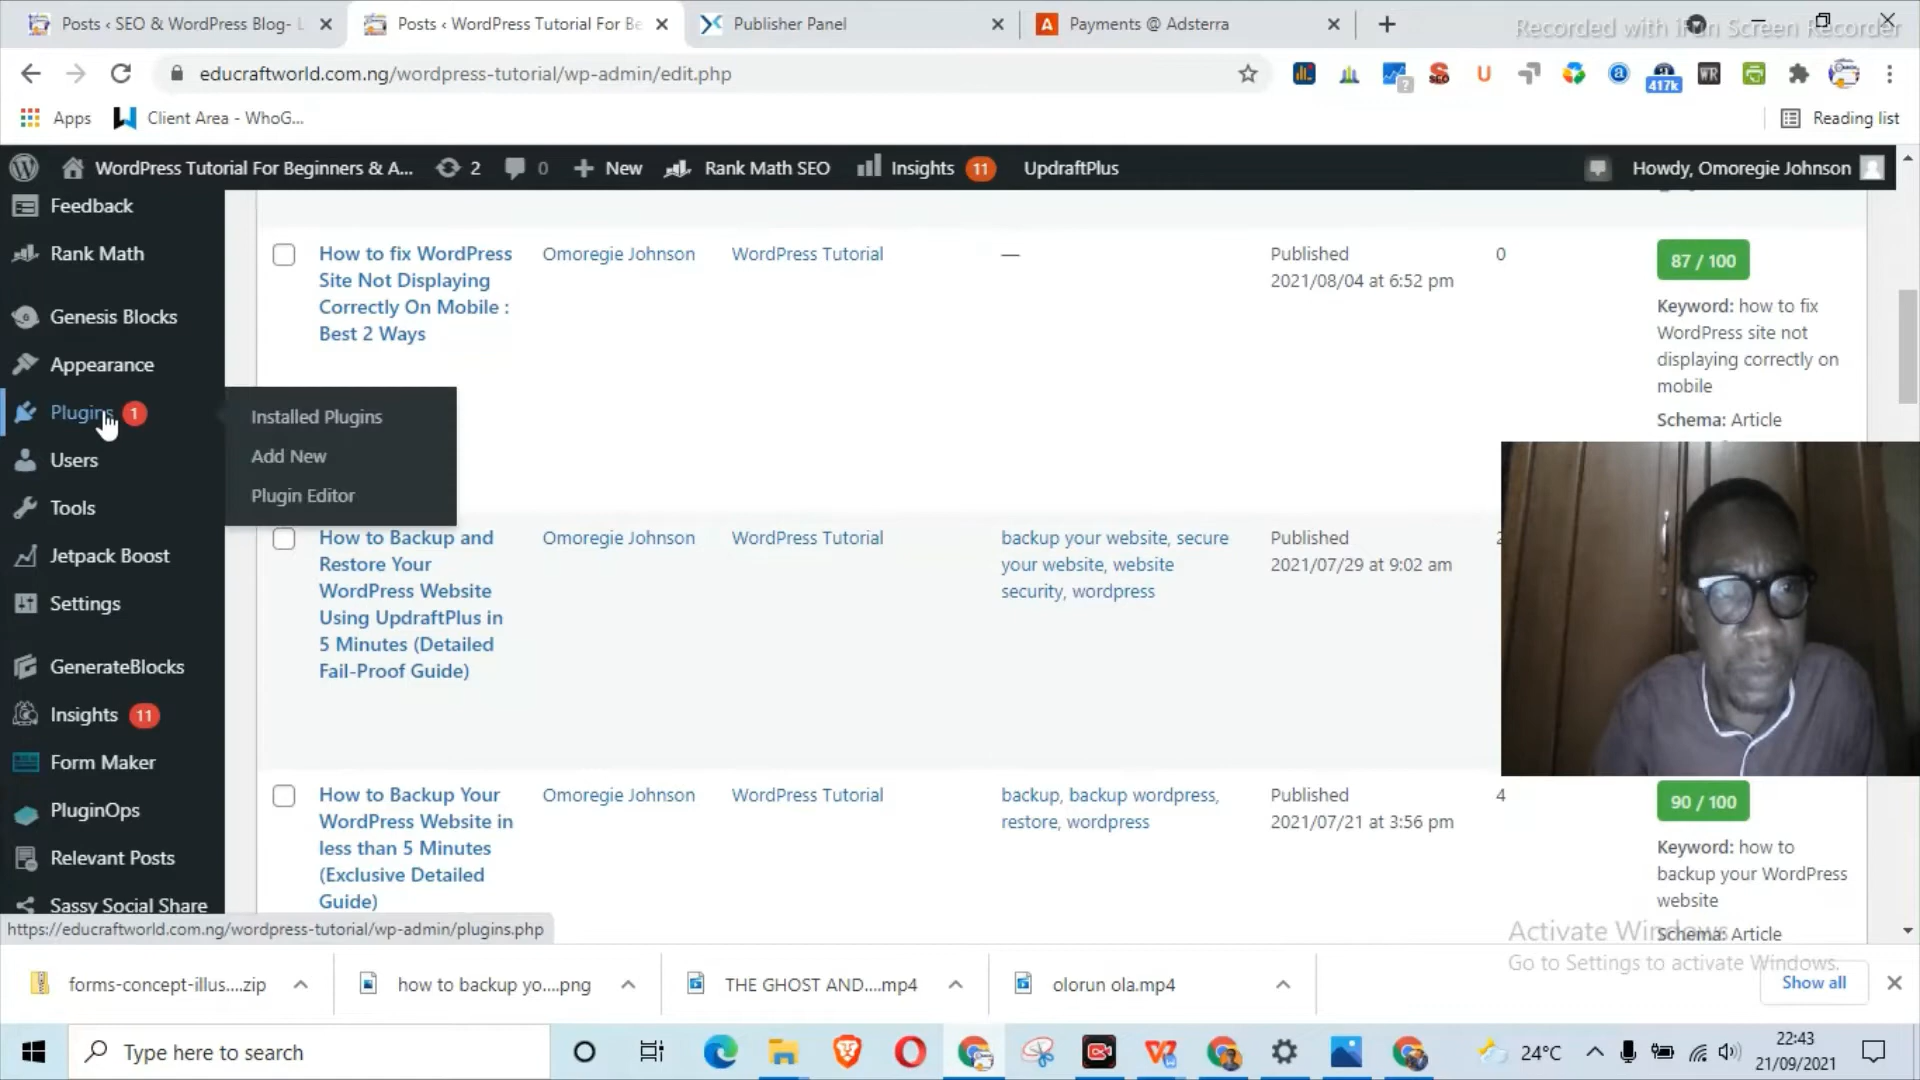 Posts ‹ SEO & WordPress Blog- L
Posts ‹ WordPress Tutorial For Be
Publisher Panel
Payments @ Adsterra
Recorded with iFun Screen Recorder
educraftworld.com.ng/wordpress-tutorial/wp-admin/edit.php
417k
WR
Apps
Client Area - WhoG...
Reading list
WordPress Tutorial For Beginners & A...
2
0
New
Rank Math SEO
Insights 11
UpdraftPlus
Howdy, Omoregie Johnson
Feedback
Rank Math
Genesis Blocks
Appearance
Plugins 1
Users
Tools
Jetpack Boost
Settings
GenerateBlocks
Insights 11
Form Maker
PluginOps
Relevant Posts
Sassy Social Share
Installed Plugins
Add New
Plugin Editor
How to fix WordPress
Site Not Displaying
Correctly On Mobile :
Best 2 Ways
Omoregie Johnson
WordPress Tutorial
—
Published
2021/08/04 at 6:52 pm
0
87 / 100
Keyword: how to fix
WordPress site not
displaying correctly on
mobile
Schema: Article
How to Backup and
Restore Your
WordPress Website
Using UpdraftPlus in
5 Minutes (Detailed
Fail-Proof Guide)
Omoregie Johnson
WordPress Tutorial
backup your website, secure
your website, website
security, wordpress
Published
2021/07/29 at 9:02 am
How to Backup Your
WordPress Website in
less than 5 Minutes
(Exclusive Detailed
Guide)
Omoregie Johnson
WordPress Tutorial
backup, backup wordpress,
restore, wordpress
Published
2021/07/21 at 3:56 pm
4
90 / 100
Keyword: how to
backup your WordPress
website
Schema: Article
Activate Windows
Go to Settings to activate Windows.
https://educraftworld.com.ng/wordpress-tutorial/wp-admin/plugins.php
forms-concept-illus....zip
how to backup yo....png
THE GHOST AND....mp4
olorun ola.mp4
Show all
Type here to search
24°C
22:43
21/09/2021